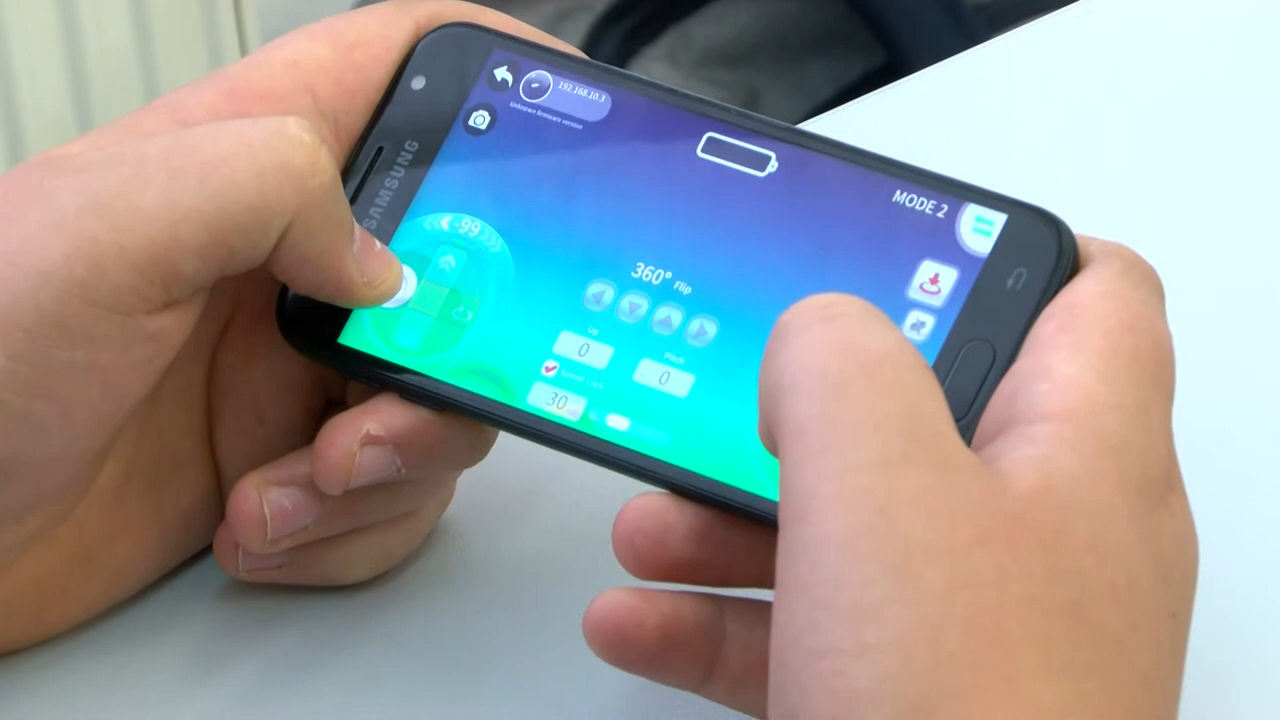 SAMSUNG
192.168.10.3
Unknown firmware version
MODE 2
-99
360° Flip
Up
0
Pitch
0
Speed Lock
30